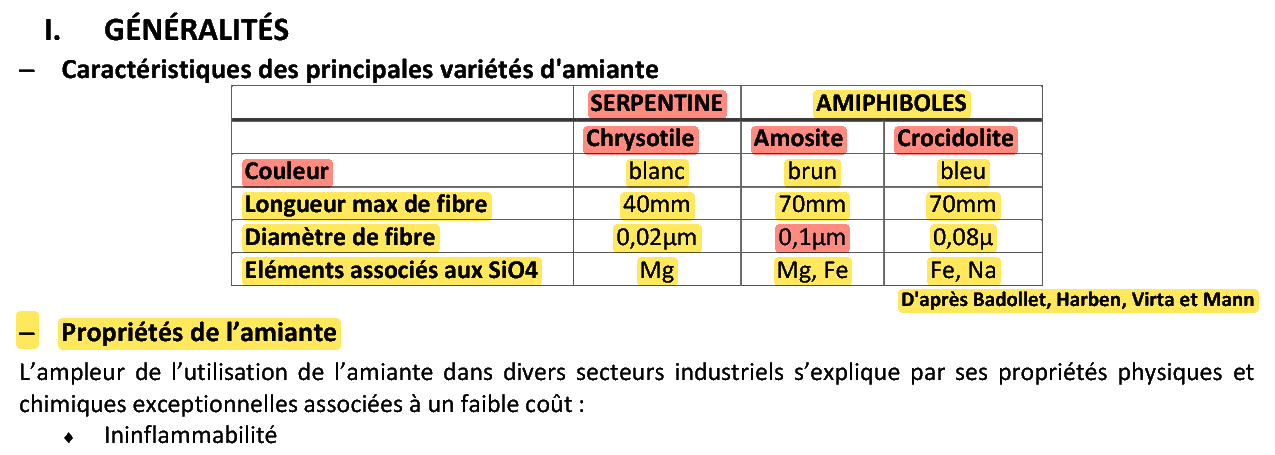 I. GÉNÉRALITÉS
– Caractéristiques des principales variétés d'amiante
SERPENTINE AMIPHIBOLES
Chrysotile Amosite Crocidolite
Couleur blanc brun bleu
Longueur max de fibre 40mm 70mm 70mm
Diamètre de fibre 0,02µm 0,1µm 0,08µ
Eléments associés aux SiO4 Mg Mg, Fe Fe, Na
D'après Badollet, Harben, Virta et Mann
– Propriétés de l’amiante
L’ampleur de l’utilisation de l’amiante dans divers secteurs industriels s’explique par ses propriétés physiques et
chimiques exceptionnelles associées à un faible coût :
♦ Ininflammabilité